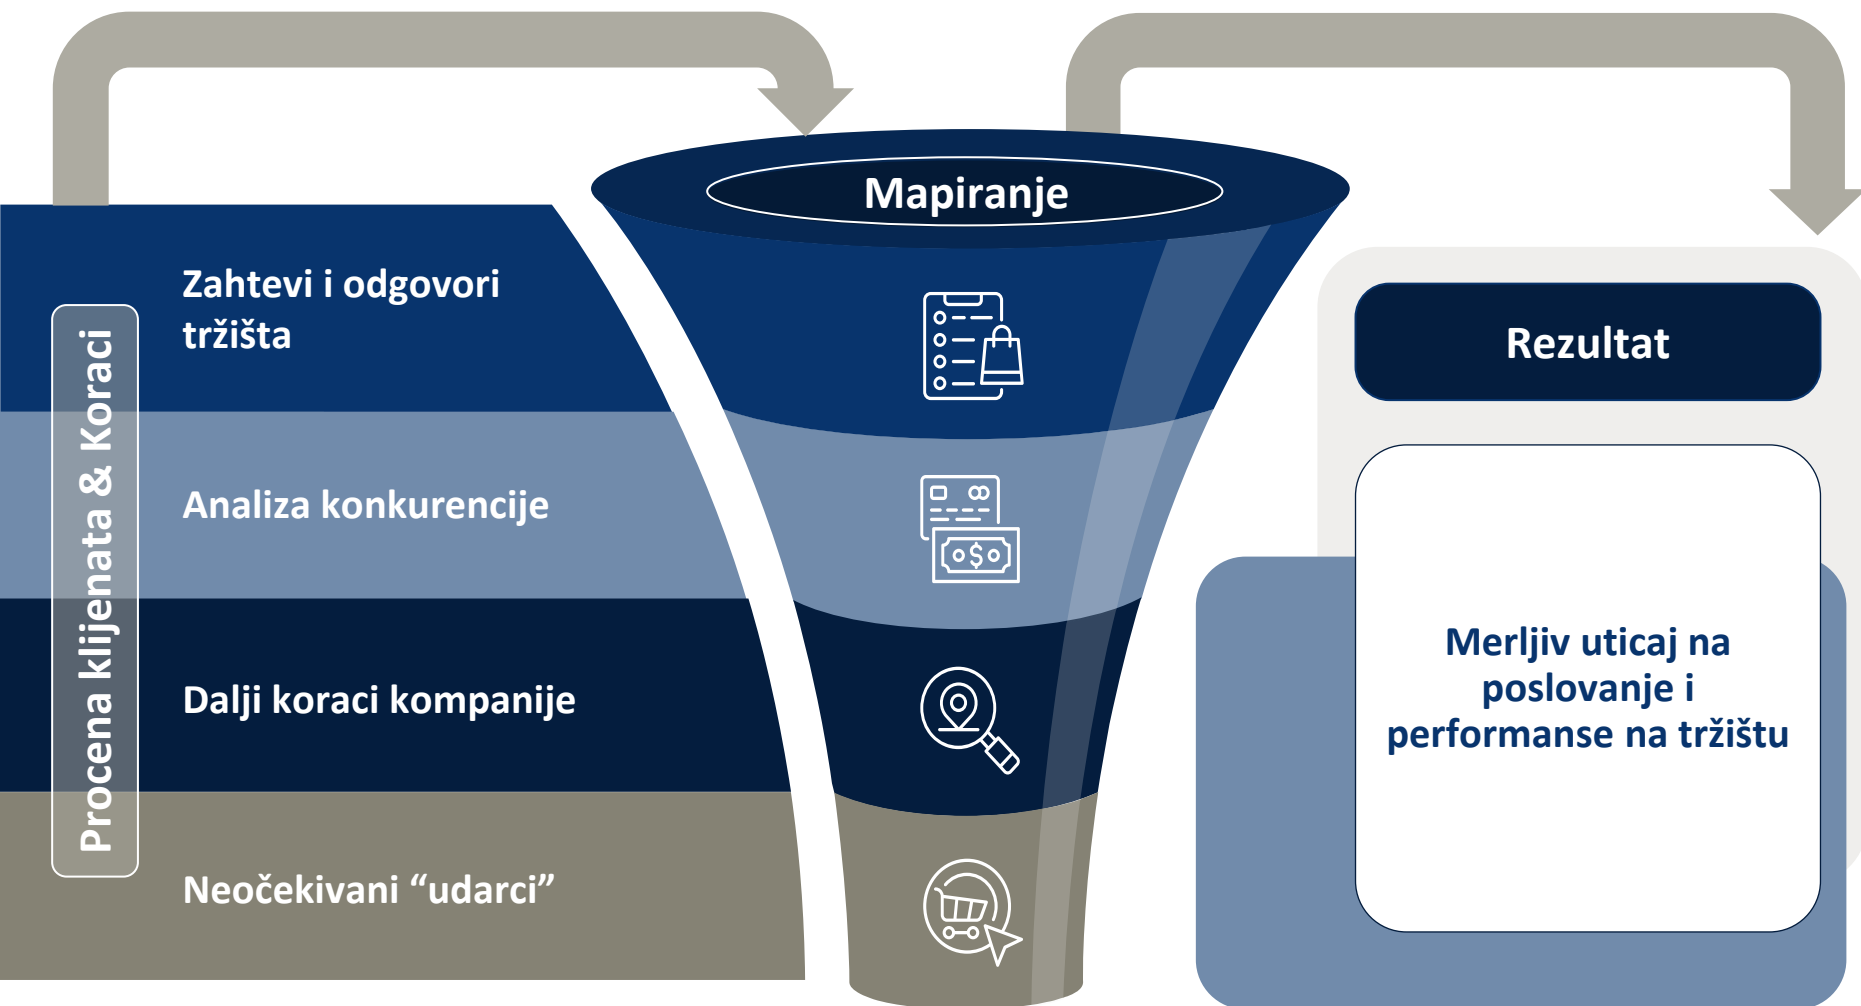 Mapiranje
Procena klijenata & Koraci
Zahtevi i odgovori
tržišta
Analiza konkurencije
Dalji koraci kompanije
Neočekivani “udarci”
Rezultat
Merljiv uticaj na
poslovanje i
performanse na tržištu